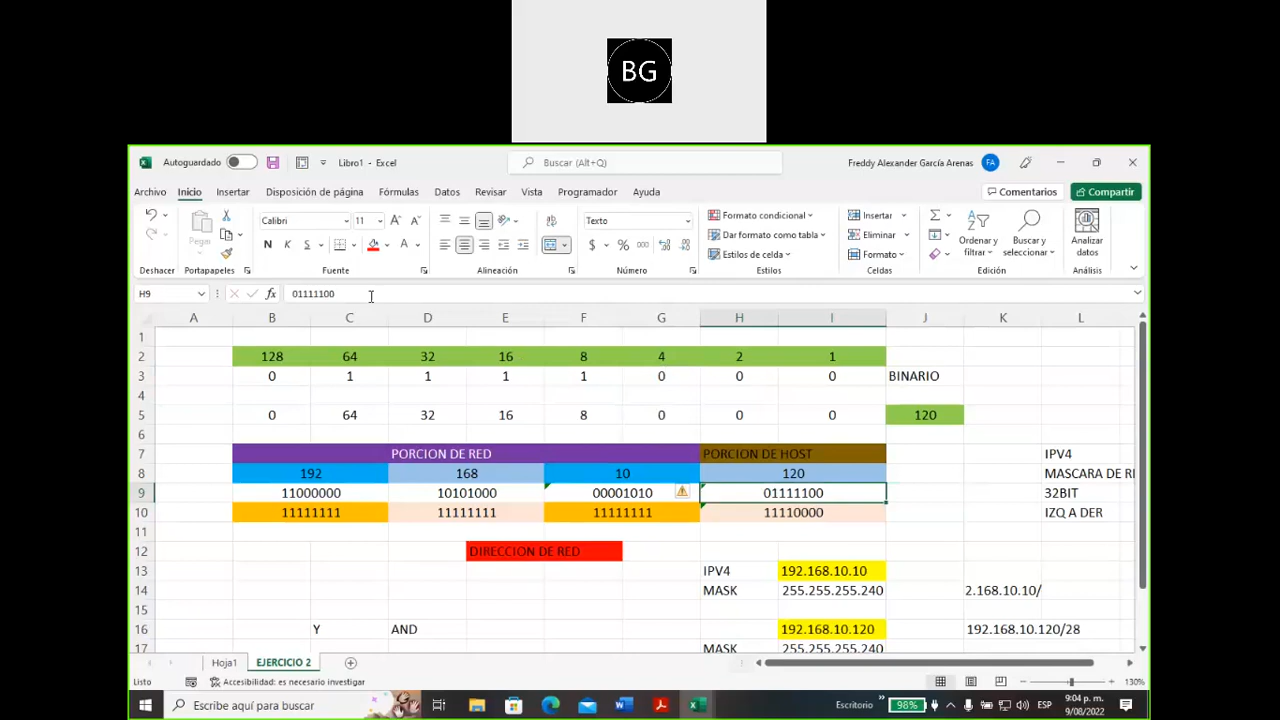 BG
Autoguardado Libro1 - Excel Buscar (Alt+Q) Freddy Alexander García Arenas FA
Archivo Inicio Insertar Disposición de página Fórmulas Datos Revisar Vista Programador Ayuda Comentarios Compartir
Pegar Calibri 11 A A Texto Formato condicional Insertar
N K S A $ % 000 Dar formato como tabla Eliminar Ordenar y filtrar Buscar y seleccionar Analizar datos
Estilos de celda Formato
Deshacer Portapapeles Fuente Alineación Número Estilos Celdas Edición Análisis
H9 fx 01111100
A B C D E F G H I J K L
1
2 128 64 32 16 8 4 2 1
3 0 1 1 1 1 0 0 0 BINARIO
4
5 0 64 32 16 8 0 0 0 120
6
7 PORCION DE RED PORCION DE HOST IPV4
8 192 168 10 120 MASCARA DE RE
9 11000000 10101000 00001010 01111100 32BIT
10 11111111 11111111 11111111 11110000 IZQ A DER
11
12 DIRECCION DE RED
13 IPV4 192.168.10.10
14 MASK 255.255.255.240 2.168.10.10/
15
16 Y AND 192.168.10.120 192.168.10.120/28
17 MASK 255.255.255.240
Hoja1 EJERCICIO 2
Listo Accesibilidad: es necesario investigar 130%
Escribe aquí para buscar Escritorio 98% ESP 9:04 p. m.
9/08/2022